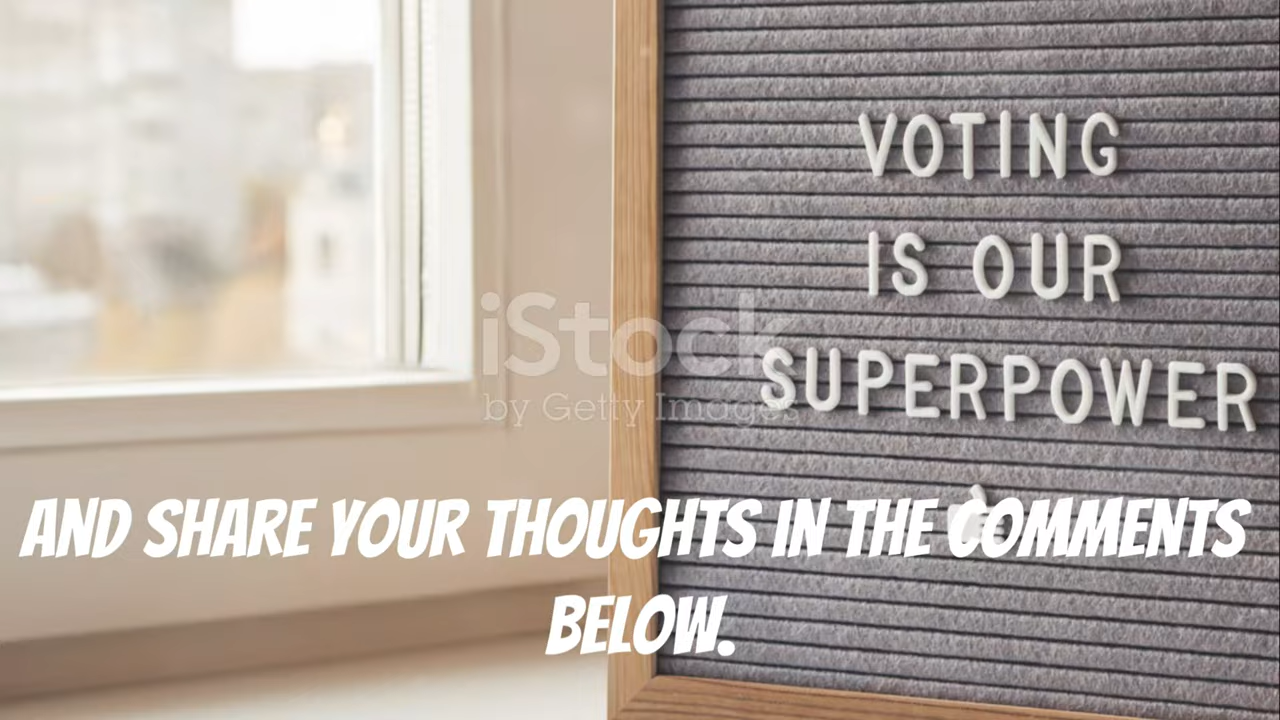 VOTING
IS OUR
iStock
SUPERPOWER
by Getty Images
AND SHARE YOUR THOUGHTS IN THE COMMENTS
BELOW.